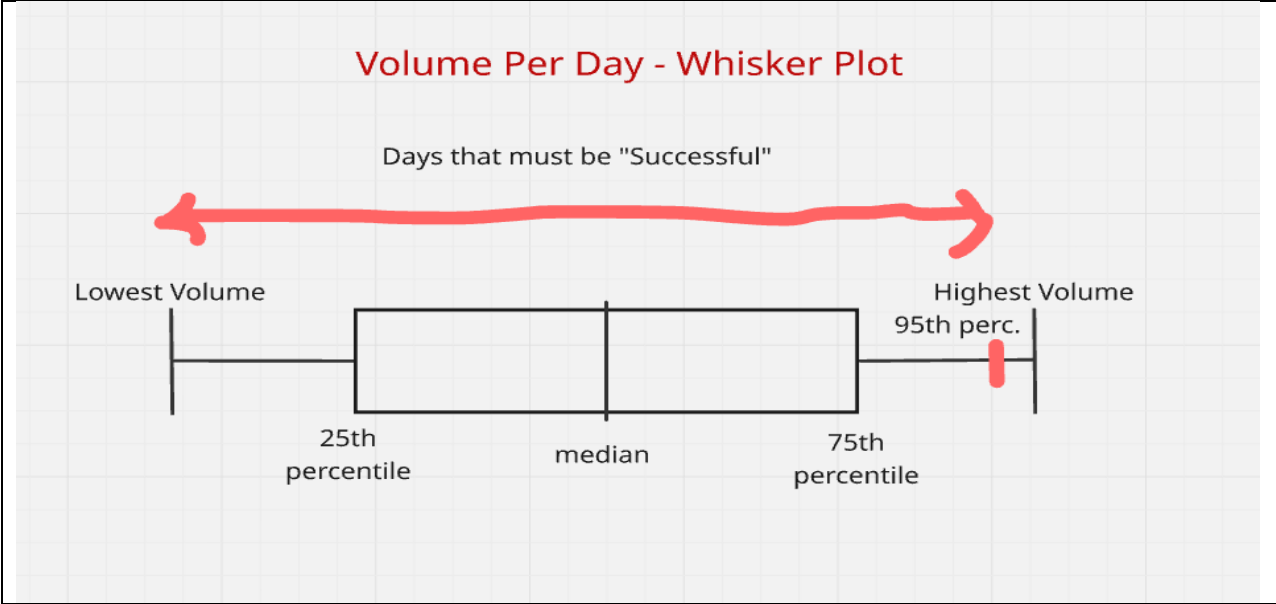 Volume Per Day - Whisker Plot
Days that must be "Successful"
Lowest Volume
Highest Volume
95th perc.
25th
percentile
median
75th
percentile